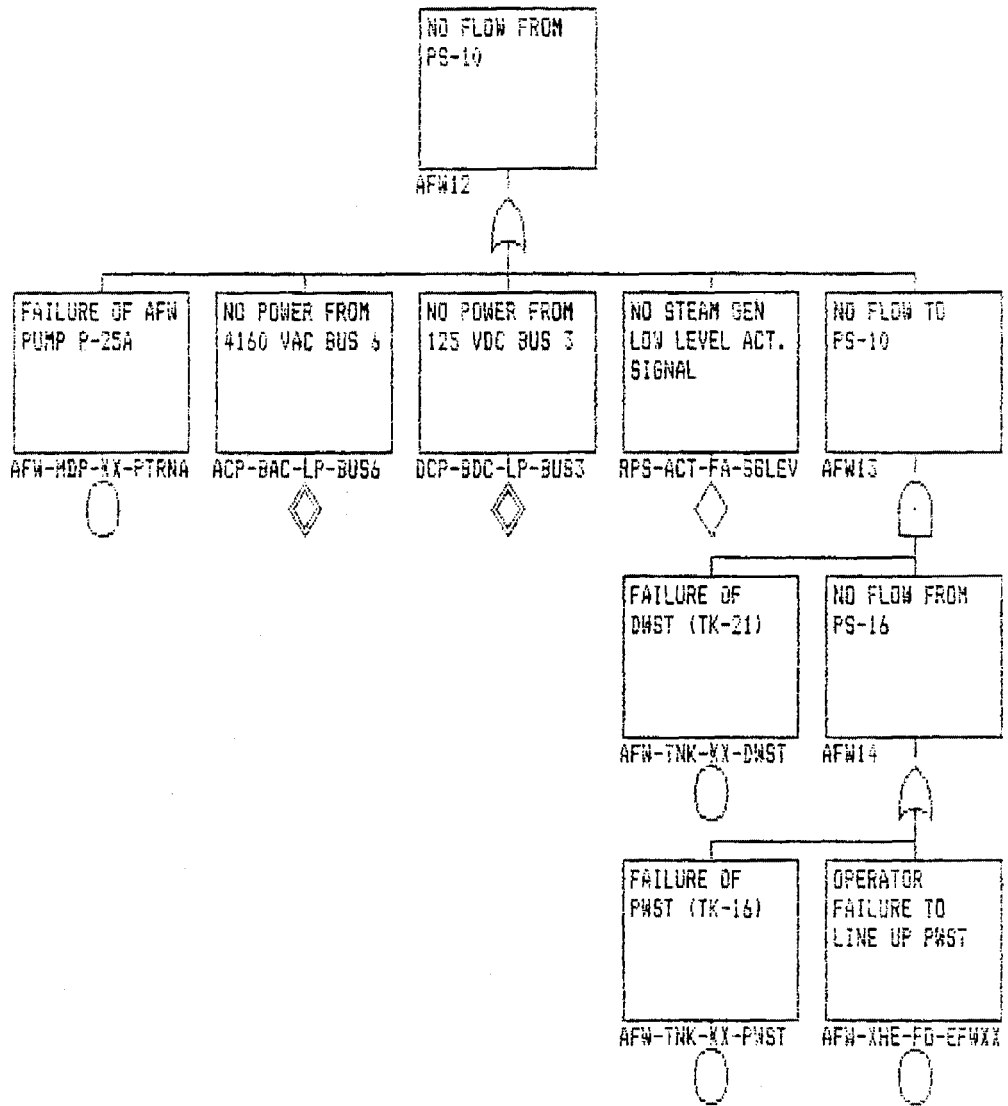 NO FLOW FROM
PS-10
AFW12
FAILURE OF AFW
PUMP P-25A
AFW-MDP-XX-PTRNA
NO POWER FROM
4160 VAC BUS 6
ACP-BAC-LP-BUS6
NO POWER FROM
125 VDC BUS 3
DCP-BDC-LP-BUS3
NO STEAM GEN
LOW LEVEL ACT.
SIGNAL
RPS-ACT-FA-SGLEV
NO FLOW TO
PS-10
AFW13
FAILURE OF
DWST (TK-21)
AFW-TNK-XX-DWST
NO FLOW FROM
PS-16
AFW14
FAILURE OF
PWST (TK-16)
AFW-TNK-XX-PWST
OPERATOR
FAILURE TO
LINE UP PWST
AFW-XHE-FO-EFWXX